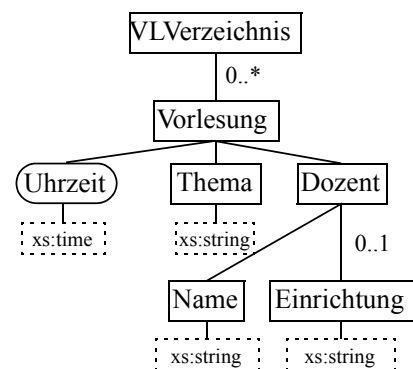 VLVerzeichnis
0..*
Vorlesung
Uhrzeit
Thema
Dozent
xs:time
xs:string
0..1
Name
Einrichtung
xs:string
xs:string